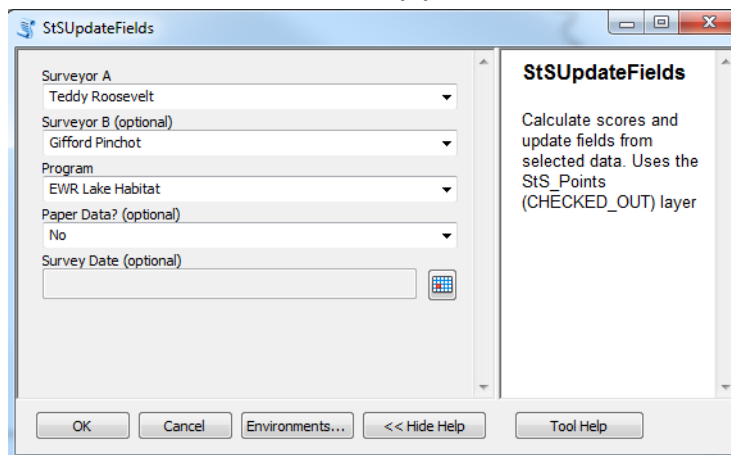 StSUpdateFields
Surveyor A
Teddy Roosevelt
Surveyor B (optional)
Gifford Pinchot
Program
EWR Lake Habitat
Paper Data? (optional)
No
Survey Date (optional)
StSUpdateFields
Calculate scores and
update fields from
selected data. Uses the
StS_Points
(CHECKED_OUT) layer
OK
Cancel
Environments...
<< Hide Help
Tool Help